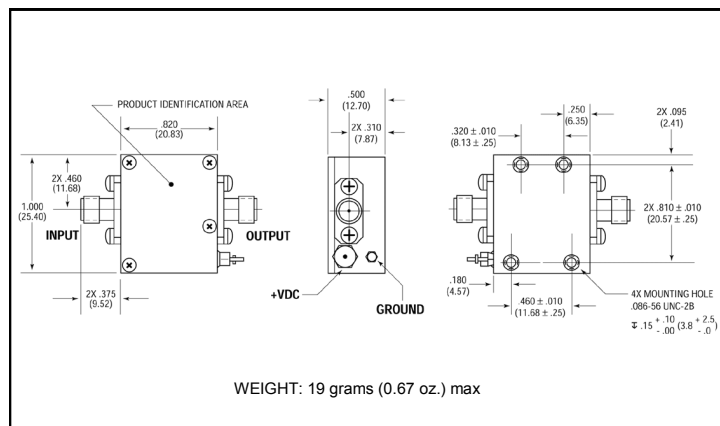 PRODUCT IDENTIFICATION AREA
.820
(20.83)
2X .460
(11.68)
1.000
(25.40)
INPUT
OUTPUT
2X .375
(9.52)
.500
(12.70)
2X .310
(7.87)
+VDC
GROUND
.250
(6.35)
.320 ± .010
(8.13 ± .25)
2X .095
(2.41)
2X .810 ± .010
(20.57 ± .25)
.180
(4.57)
.460 ± .010
(11.68 ± .25)
4X MOUNTING HOLE
.086-56 UNC-2B
↧ .15 + .10 - .00 (3.8 + 2.5 - .0)
WEIGHT: 19 grams (0.67 oz.) max